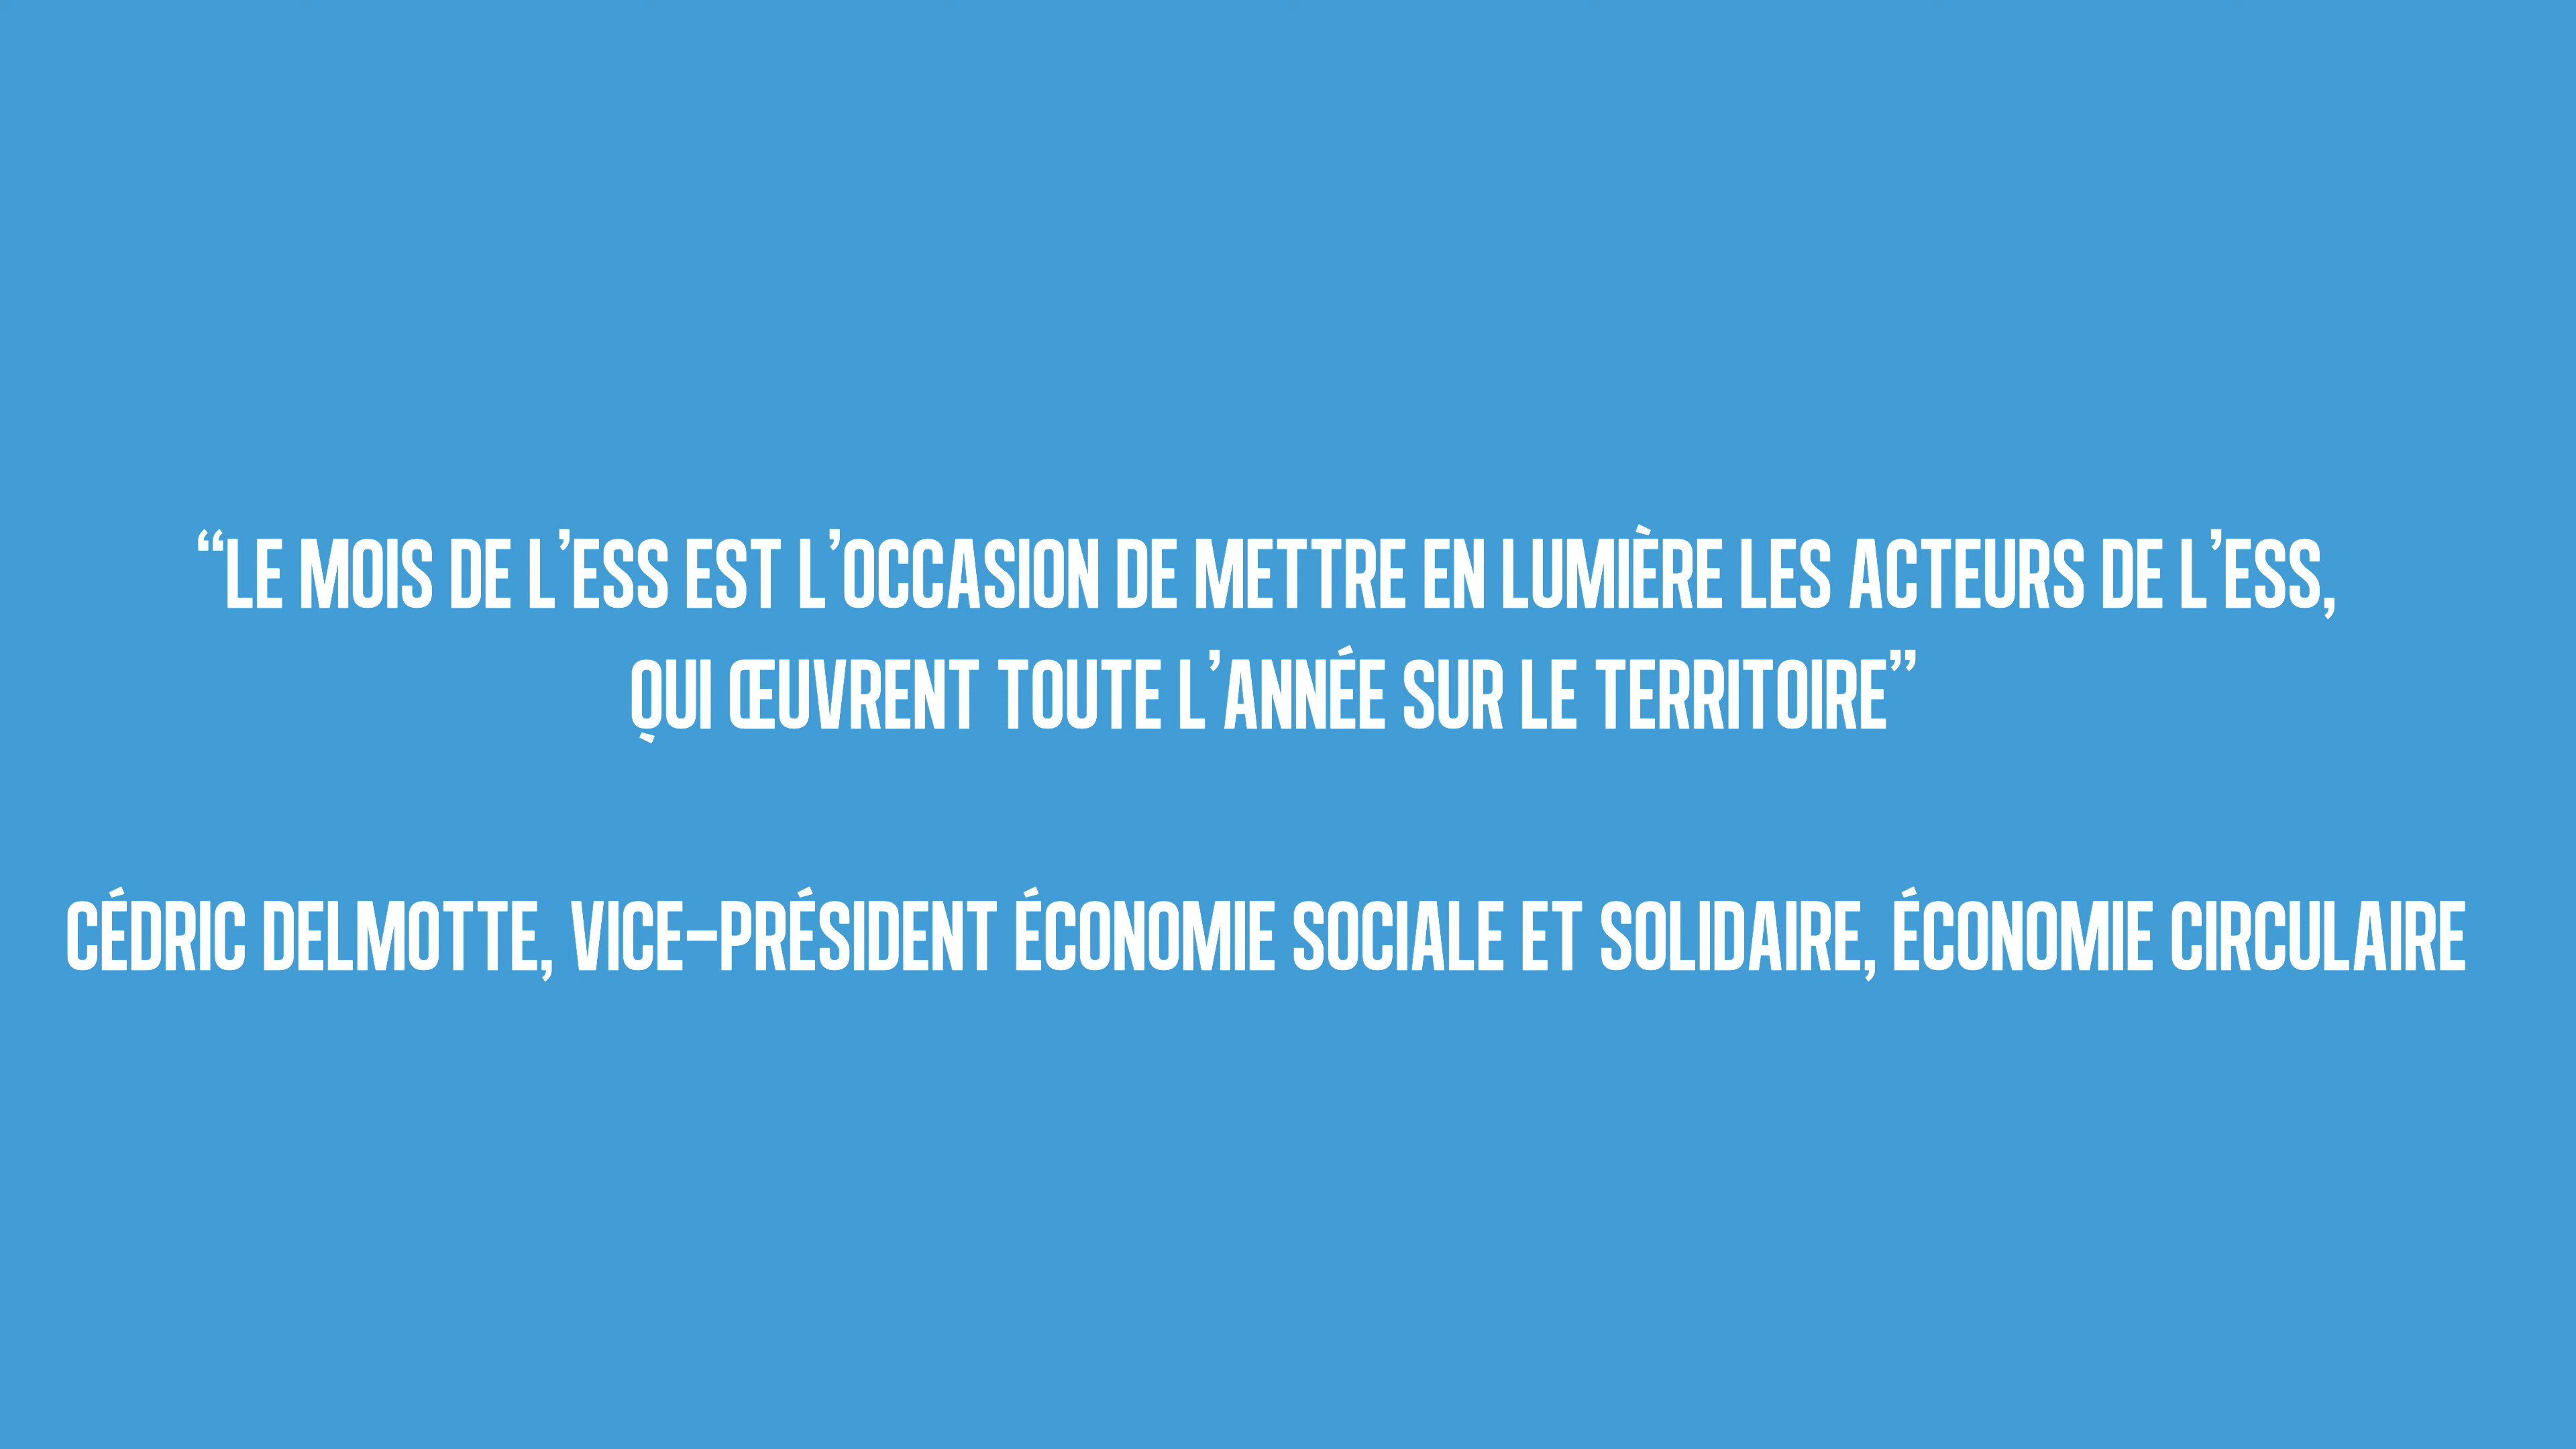 “LE MOIS DE L’ESS EST L’OCCASION DE METTRE EN LUMIÈRE LES ACTEURS DE L’ESS,
QUI ŒUVRENT TOUTE L’ANNÉE SUR LE TERRITOIRE”
CÉDRIC DELMOTTE, VICE-PRÉSIDENT ÉCONOMIE SOCIALE ET SOLIDAIRE, ÉCONOMIE CIRCULAIRE